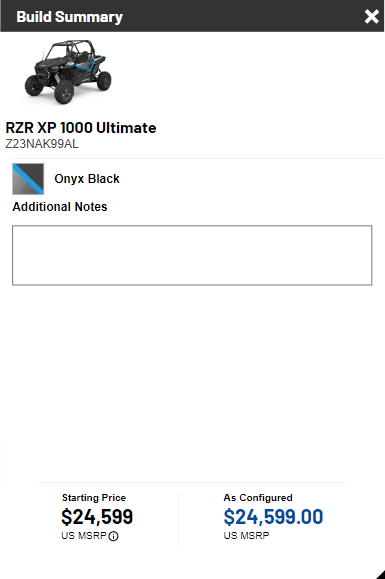 Build Summary
RZR XP 1000 Ultimate
Z23NAK99AL
Onyx Black
Additional Notes
Starting Price
$24,599
US MSRP
As Configured
$24,599.00
US MSRP